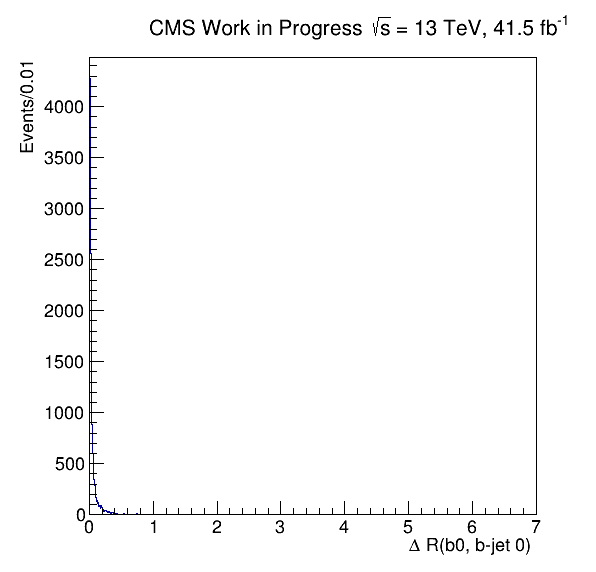 CMS Work in Progress √s = 13 TeV, 41.5 fb⁻¹
Events/0.01
4000
3500
3000
2500
2000
1500
1000
500
0
0 1 2 3 4 5 6 7
Δ R(b0, b-jet 0)